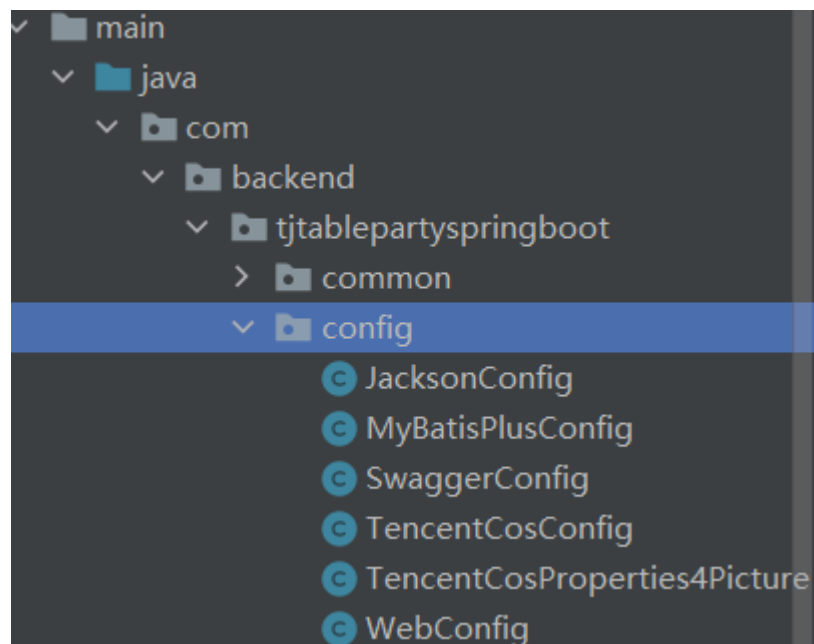 main
java
com
backend
tjtablepartyspringboot
common
config
JacksonConfig
MyBatisPlusConfig
SwaggerConfig
TencentCosConfig
TencentCosProperties4Picture
WebConfig